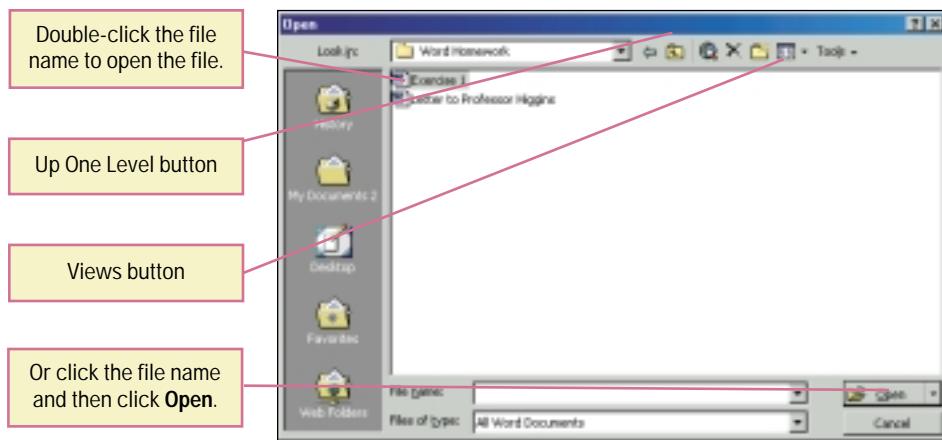 Double-click the file
name to open the file.
Up One Level button
Views button
Or click the file name
and then click Open.
Open
Look in:
Word Homework
Tools
Exercise 1
Letter to Professor Higgins
History
My Documents 2
Desktop
Favorites
Web Folders
File name:
Open
Files of type:
All Word Documents
Cancel